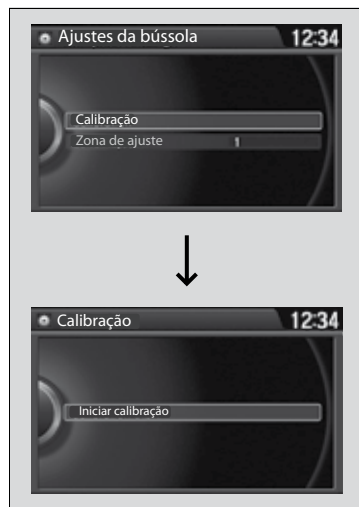 Ajustes da bússola 12:34
Calibração
Zona de ajuste 1
Calibração 12:34
Iniciar calibração